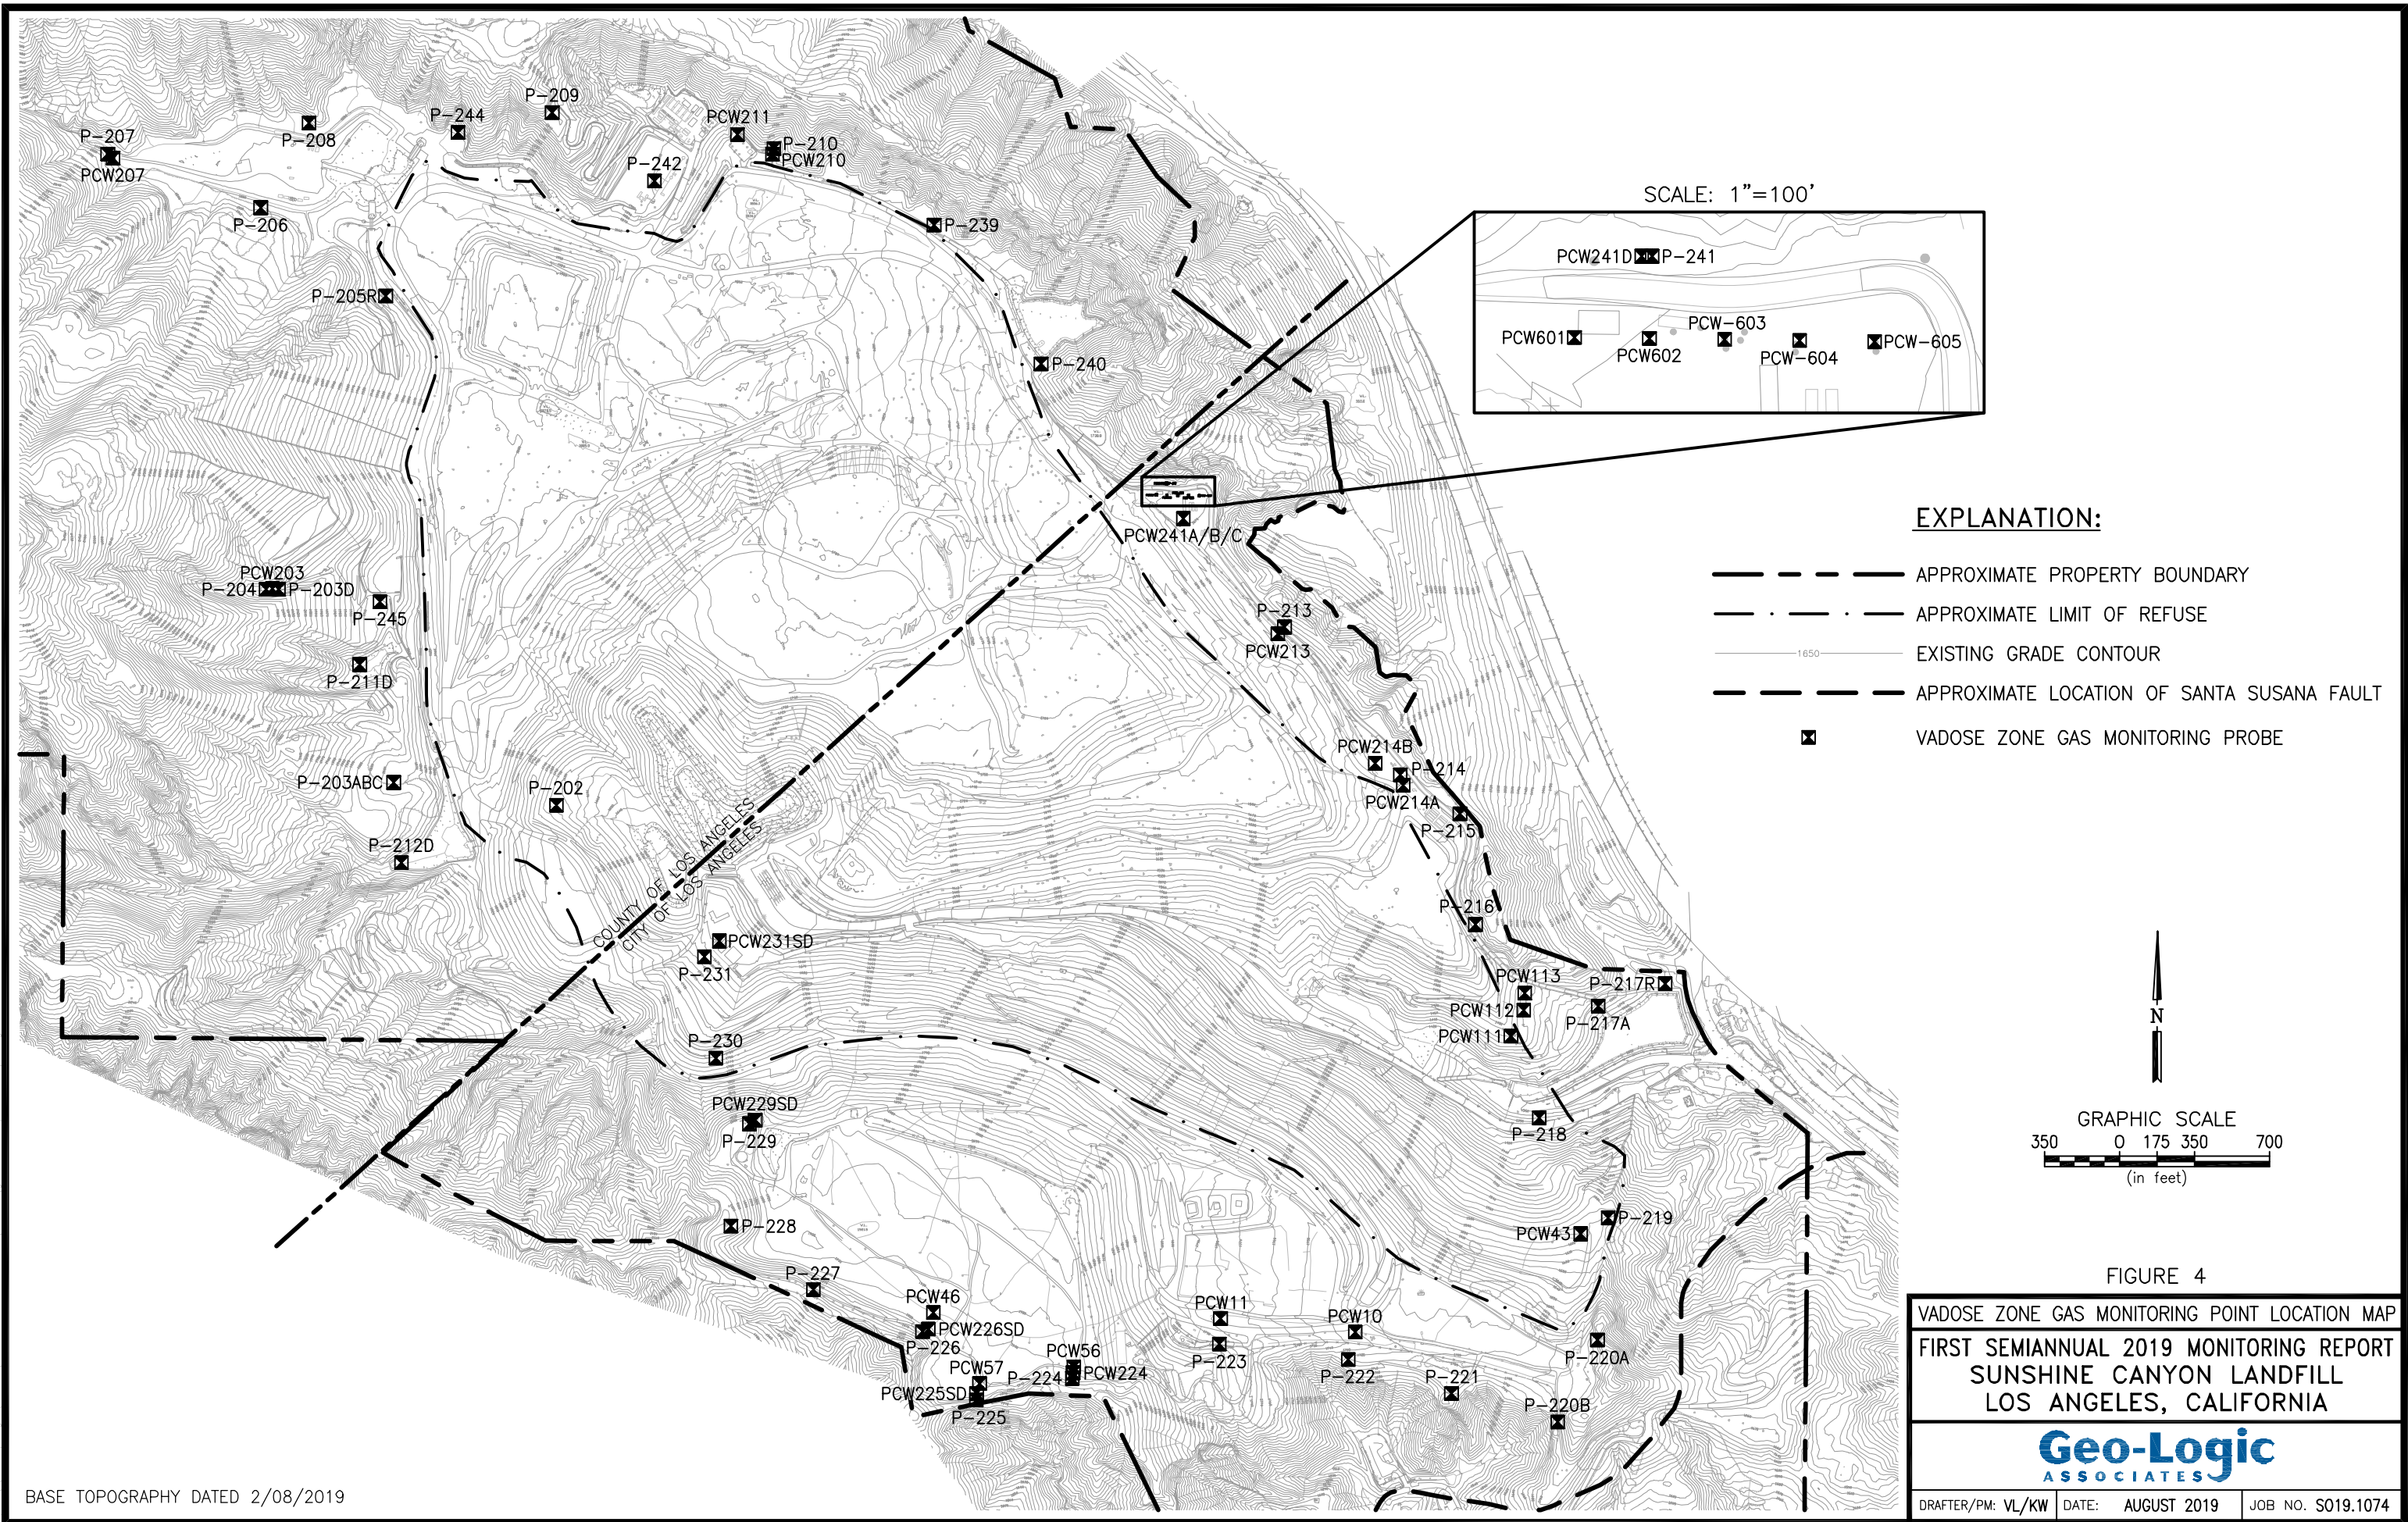 P-209
P-244
P-208
P-207
PCW207
PCW211
P-210
PCW210
P-242
P-206
P-239
P-205R
P-240
SCALE: 1"=100'
PCW241D
P-241
PCW601
PCW602
PCW-603
PCW-604
PCW-605
PCW241A/B/C
PCW203
P-204
P-203D
P-245
P-211D
P-213
PCW213
P-203ABC
P-202
P-212D
PCW214B
P-214
PCW214A
P-215
P-216
COUNTY OF LOS ANGELES
CITY OF LOS ANGELES
PCW231SD
P-231
P-230
PCW113
PCW112
PCW111
P-217R
P-217A
P-218
PCW229SD
P-229
P-228
P-227
P-219
PCW43
PCW46
PCW226SD
P-226
PCW57
PCW225SD
P-225
PCW56
P-224
PCW224
PCW11
P-223
PCW10
P-222
P-221
P-220A
P-220B
EXPLANATION:
APPROXIMATE PROPERTY BOUNDARY
APPROXIMATE LIMIT OF REFUSE
1650
EXISTING GRADE CONTOUR
APPROXIMATE LOCATION OF SANTA SUSANA FAULT
VADOSE ZONE GAS MONITORING PROBE
N
GRAPHIC SCALE
350 0 175 350 700
(in feet)
FIGURE 4
VADOSE ZONE GAS MONITORING POINT LOCATION MAP
FIRST SEMIANNUAL 2019 MONITORING REPORT
SUNSHINE CANYON LANDFILL
LOS ANGELES, CALIFORNIA
Geo-Logic
ASSOCIATES
DRAFTER/PM: VL/KW DATE: AUGUST 2019 JOB NO. SO19.1074
BASE TOPOGRAPHY DATED 2/08/2019